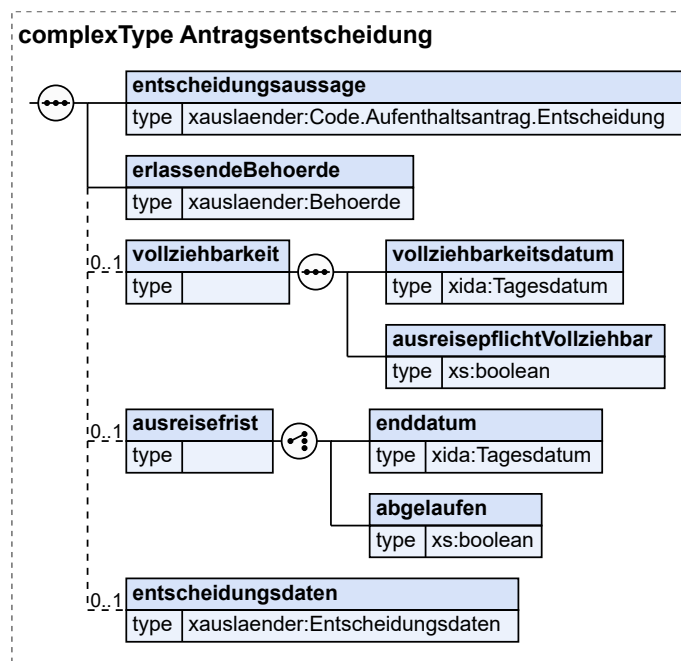 complexType Antragsentscheidung
entscheidungsaussage
type xauslaender:Code.Aufenthaltsantrag.Entscheidung
erlassendeBehoerde
type xauslaender:Behoerde
0..1 vollziehbarkeit
type
vollziehbarkeitsdatum
type xida:Tagesdatum
ausreisepflichtVollziehbar
type xs:boolean
0..1 ausreisefrist
type
enddatum
type xida:Tagesdatum
abgelaufen
type xs:boolean
0..1 entscheidungsdaten
type xauslaender:Entscheidungsdaten